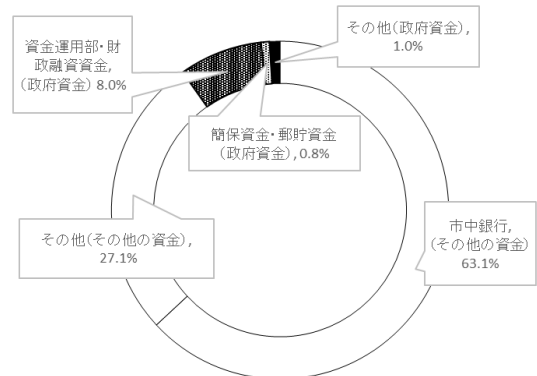 その他（政府資金）,
1.0%
資金運用部・財
政融資資金,
（政府資金） 8.0%
簡保資金・郵貯資金
（政府資金）, 0.8%
その他（その他の資金）,
27.1%
市中銀行,
（その他の資金）
63.1%